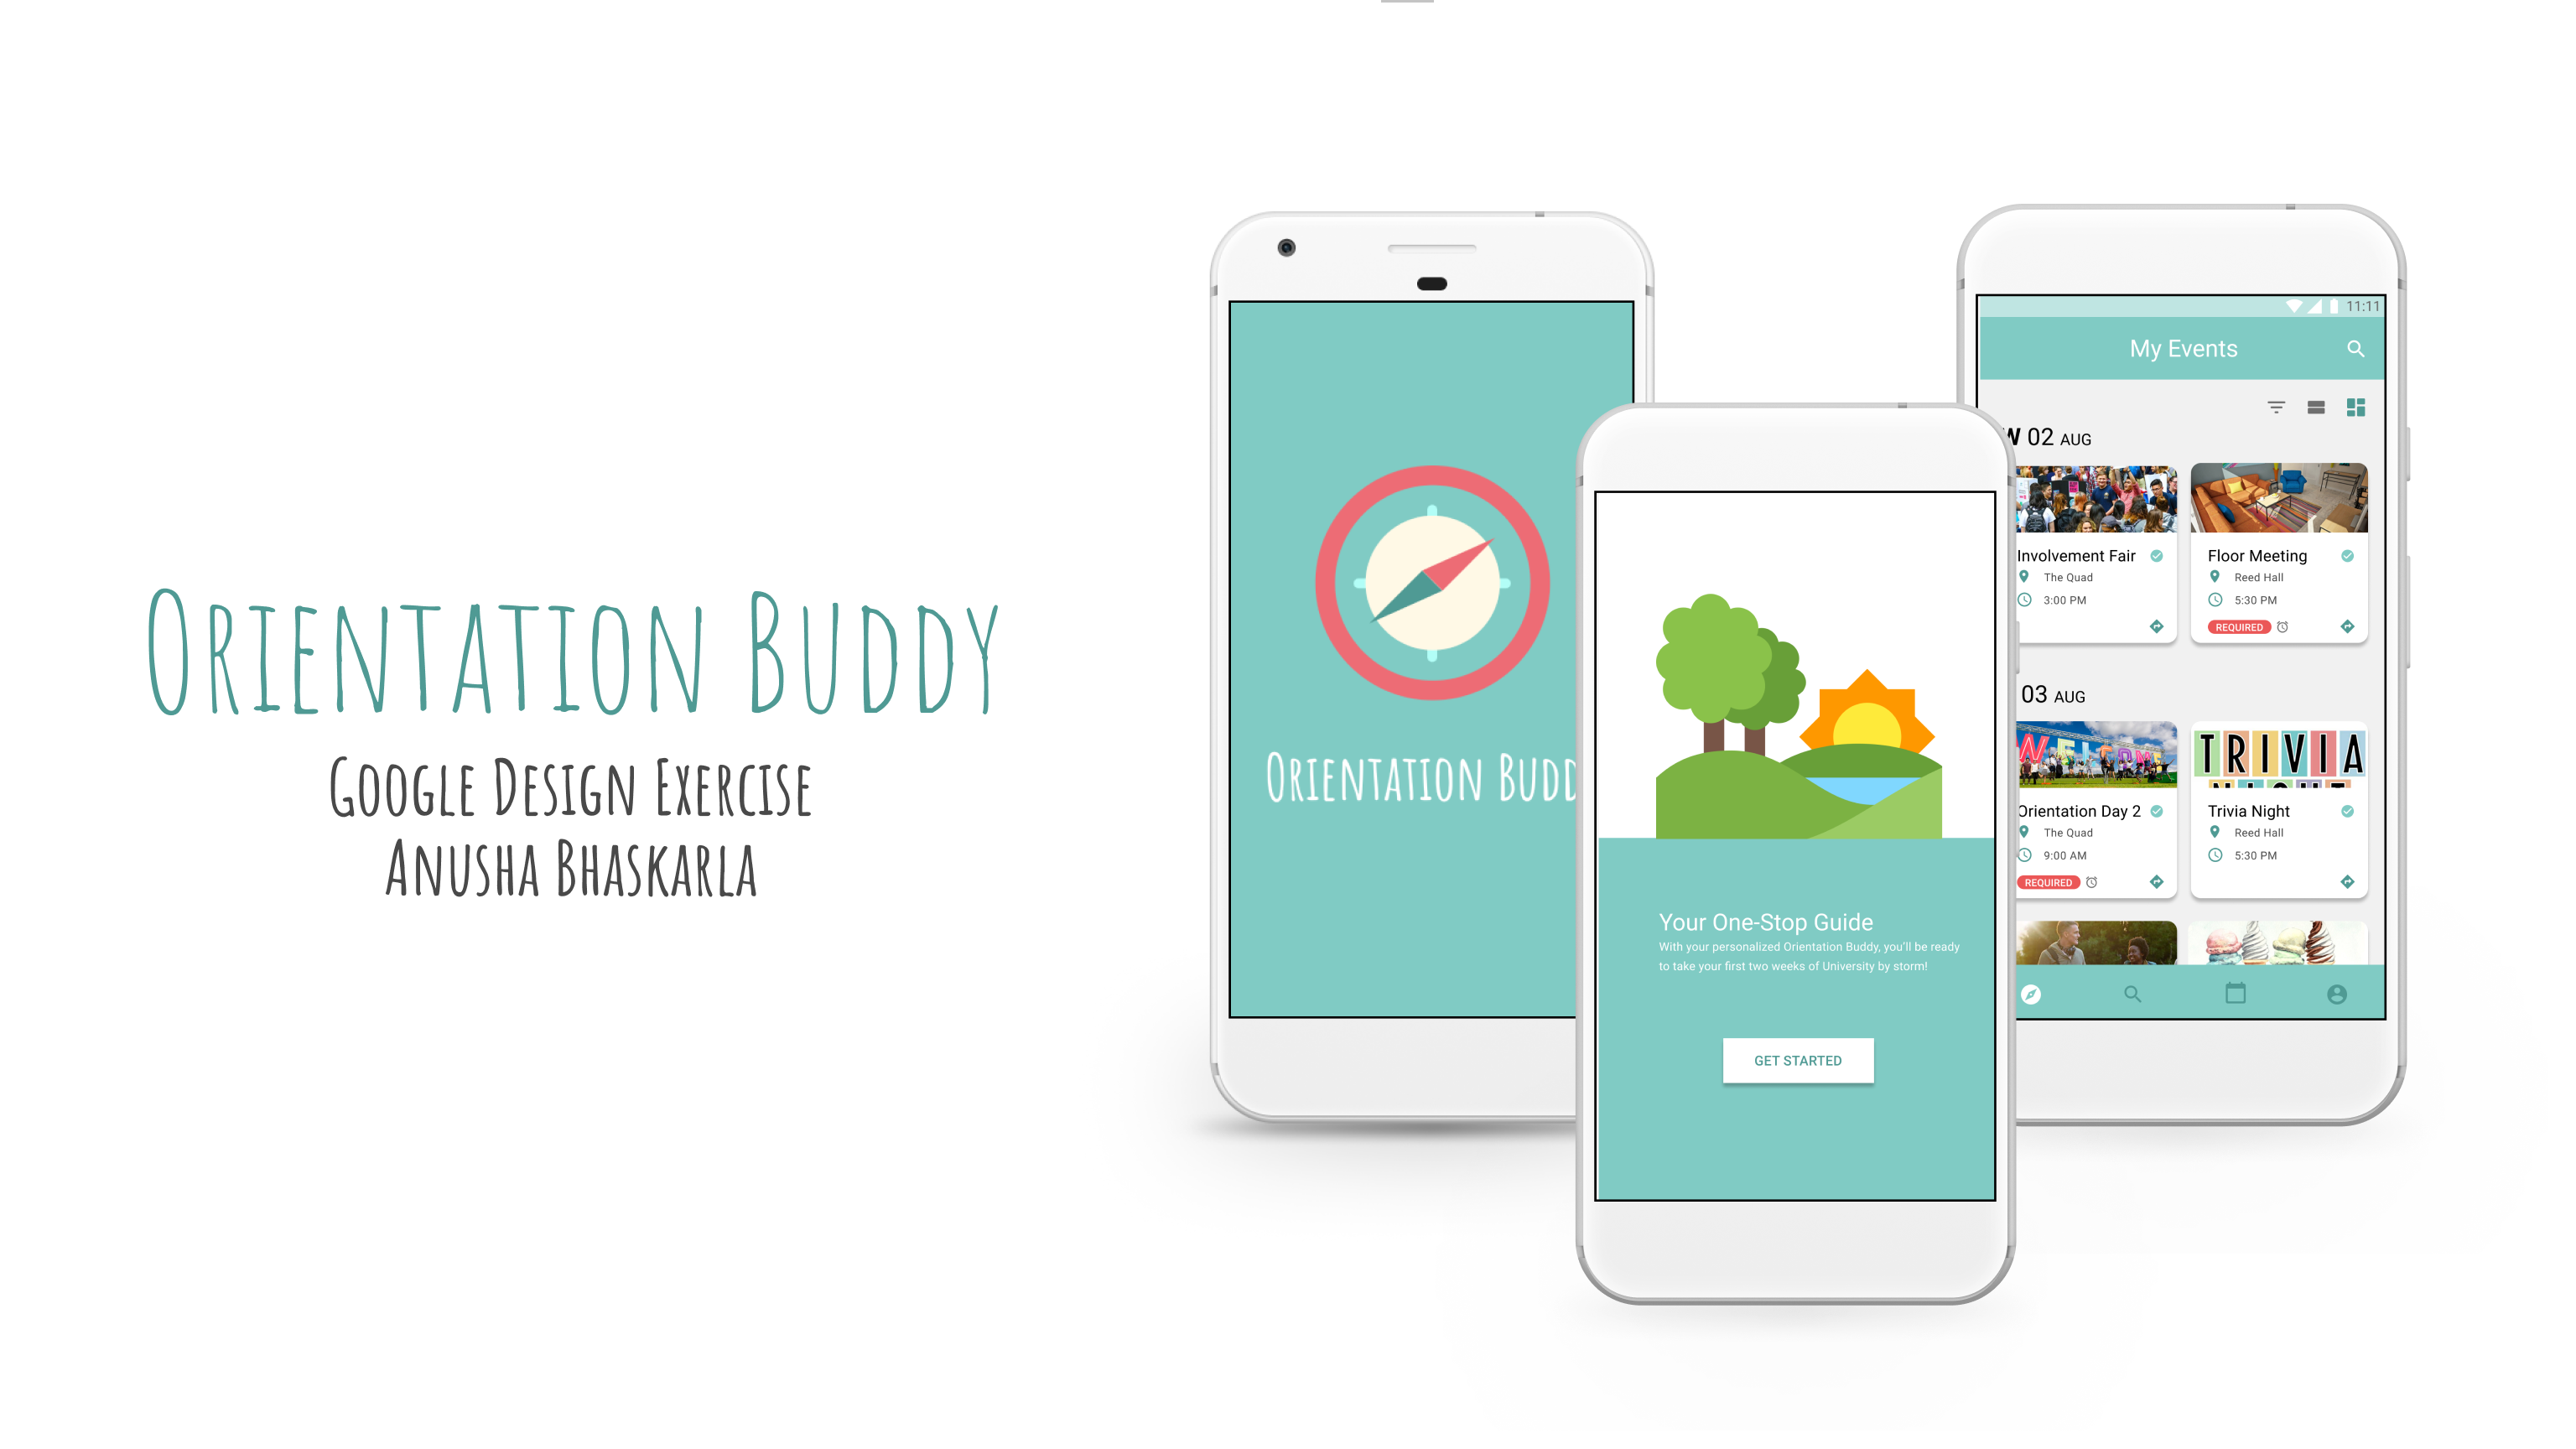 ORIENTATION BUDDY
GOOGLE DESIGN EXERCISE
ANUSHA BHASKARLA
ORIENTATION
Your One-Stop Guide
With your personalized Orientation Buddy, you'll be ready
to take your first two weeks of University by storm!
GET STARTED
11:11
My Events
02 AUG
Involvement Fair
The Quad
3:00 PM
Floor Meeting
Reed Hall
5:30 PM
REQUIRED
03 AUG
WELCOME
Orientation Day 2
The Quad
9:00 AM
REQUIRED
TRIVIA
NIGHT
Trivia Night
Reed Hall
5:30 PM